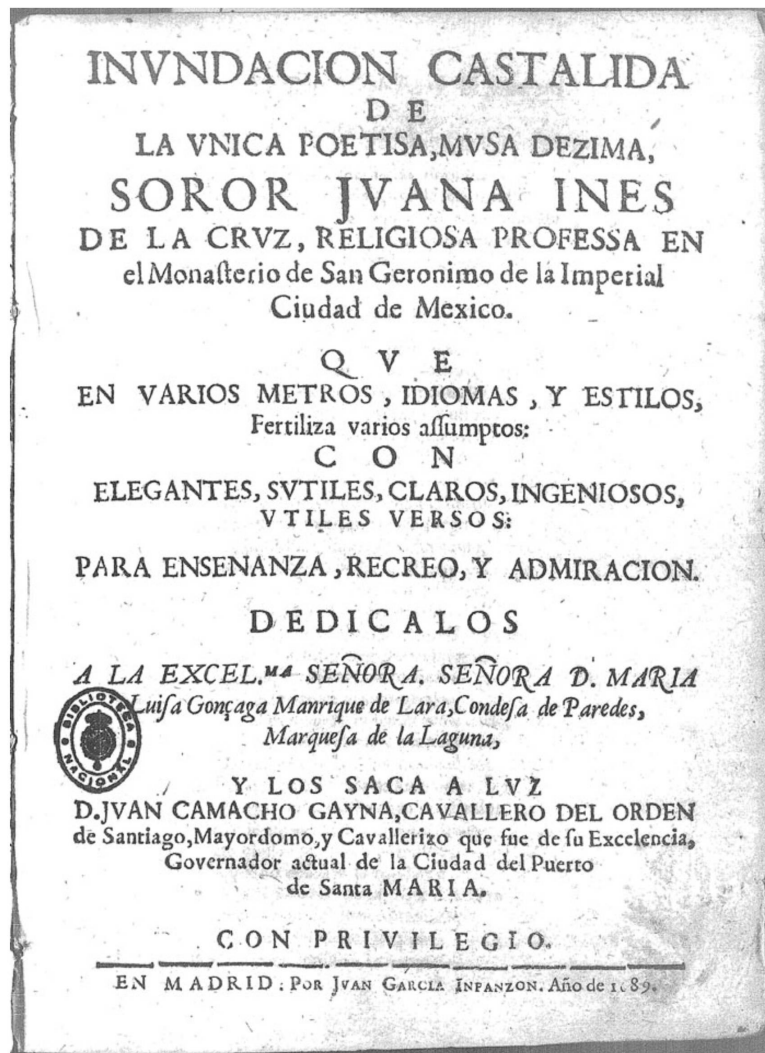 INVNDACION CASTALIDA
DE
LA VNICA POETISA, MVSA DEZIMA,
SOROR JVANA INES
DE LA CRVZ, RELIGIOSA PROFESSA EN
el Monaſterio de San Geronimo de la Imperial
Ciudad de Mexico.
QVE
EN VARIOS METROS, IDIOMAS, Y ESTILOS,
Fertiliza varios aſſumptos:
CON
ELEGANTES, SVTILES, CLAROS, INGENIOSOS,
VTILES VERSOS:
PARA ENSENANZA, RECREO, Y ADMIRACION.
DEDICALOS
A LA EXCEL.MA SEÑORA. SEÑORA D. MARIA
Luiſa Gonçaga Manrique de Lara, Condeſa de Paredes,
Marqueſa de la Laguna,
BIBLIOTECA NACIONAL
Y LOS SACA A LVZ
D. JVAN CAMACHO GAYNA, CAVALLERO DEL ORDEN
de Santiago, Mayordomo, y Cavallerizo que fue de ſu Excelencia,
Governador actual de la Ciudad del Puerto
de Santa MARIA.
CON PRIVILEGIO.
EN MADRID: POR JVAN GARCIA INFANZON. Año de 1689.